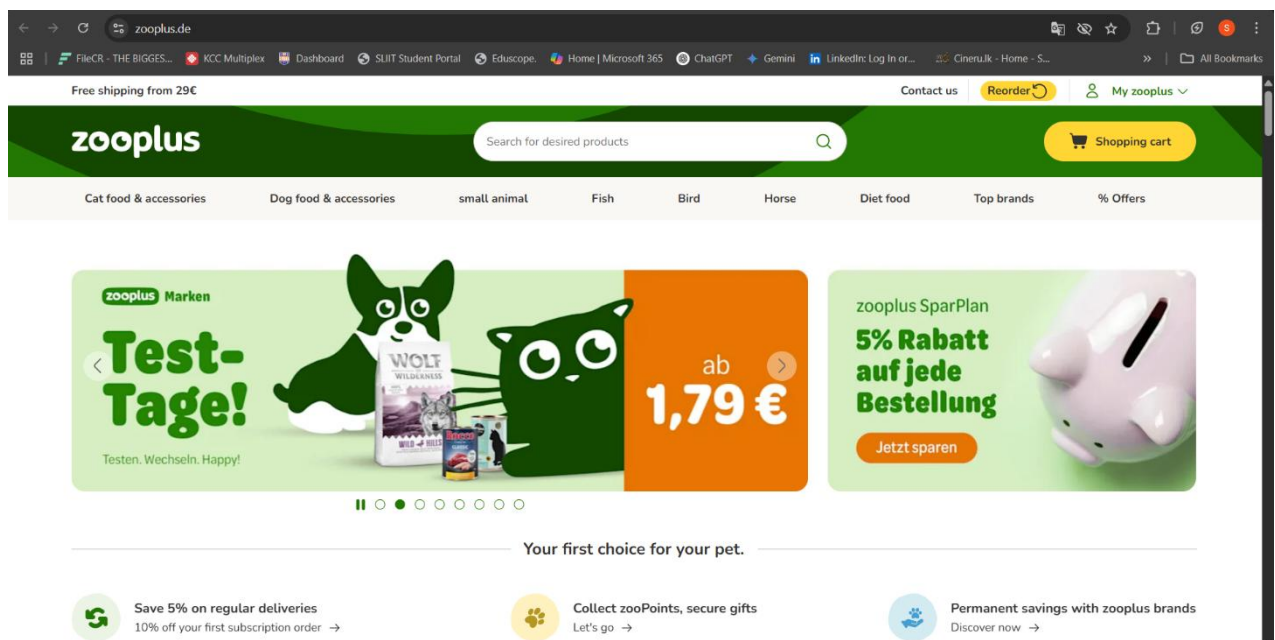 zooplus.de
FileCR - THE BIGGES...
KCC Multiplex
Dashboard
SLIIT Student Portal
Eduscope.
Home | Microsoft 365
ChatGPT
Gemini
LinkedIn: Log In or...
Cineru.lk - Home - S...
»
All Bookmarks
S
Free shipping from 29€
Contact us
Reorder
My zooplus
zooplus
Search for desired products
Shopping cart
Cat food & accessories
Dog food & accessories
small animal
Fish
Bird
Horse
Diet food
Top brands
% Offers
zooplus Marken
Test-
Tage!
Testen. Wechseln. Happy!
WOLF
WILDERNESS
WILD HILLS
Rocco
CLASSIC
ab
1,79 €
zooplus SparPlan
5% Rabatt
auf jede
Bestellung
Jetzt sparen
Your first choice for your pet.
Save 5% on regular deliveries
10% off your first subscription order →
Collect zooPoints, secure gifts
Let's go →
Permanent savings with zooplus brands
Discover now →